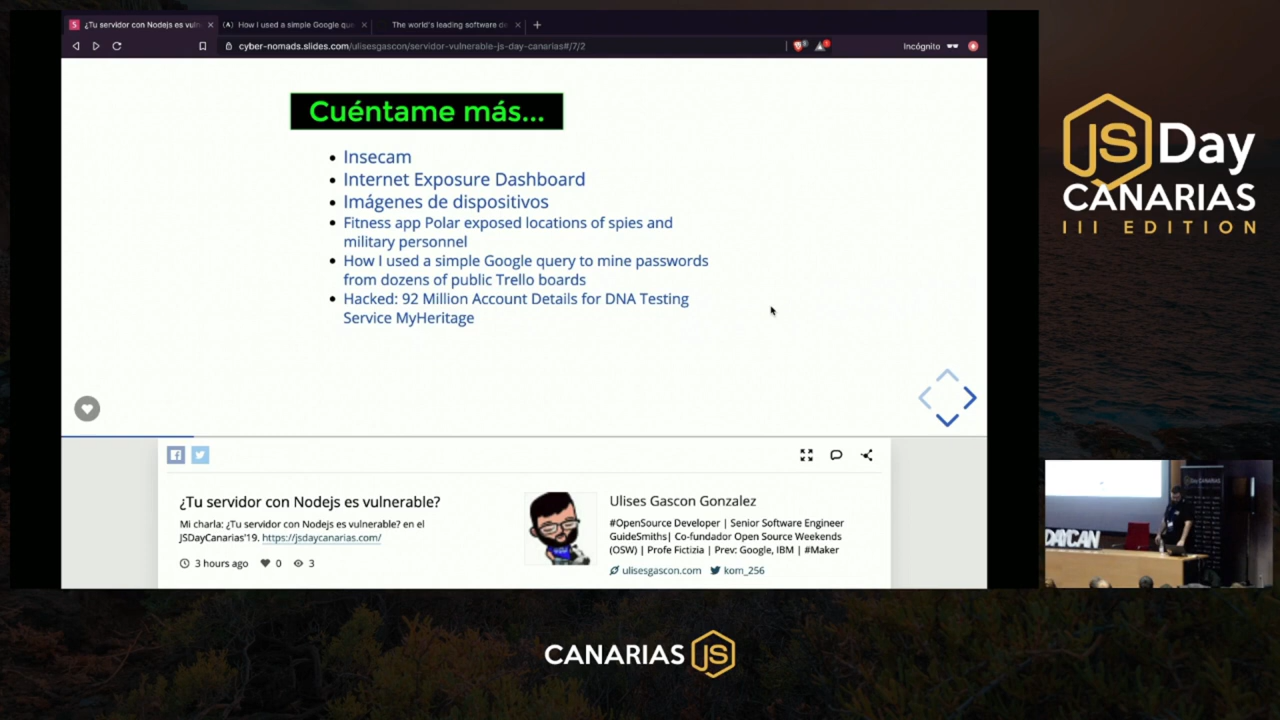 ¿Tu servidor con Nodejs es vuln
How I used a simple Google que
The world's leading software de
cyber-nomads.slides.com/ulisesgascon/servidor-vulnerable-js-day-canarias#/7/2
Incógnito
Cuéntame más...
Insecam
Internet Exposure Dashboard
Imágenes de dispositivos
Fitness app Polar exposed locations of spies and
military personnel
How I used a simple Google query to mine passwords
from dozens of public Trello boards
Hacked: 92 Million Account Details for DNA Testing
Service MyHeritage
¿Tu servidor con Nodejs es vulnerable?
Mi charla: ¿Tu servidor con Nodejs es vulnerable? en el
JSDayCanarias'19. https://jsdaycanarias.com/
3 hours ago 0 3
Ulises Gascon Gonzalez
#OpenSource Developer | Senior Software Engineer
GuideSmiths| Co-fundador Open Source Weekends
(OSW) | Profe Fictizia | Prev: Google, IBM | #Maker
ulisesgascon.com kom_256
JS Day
CANARIAS
III EDITION
DAYCAN
CANARIAS JS